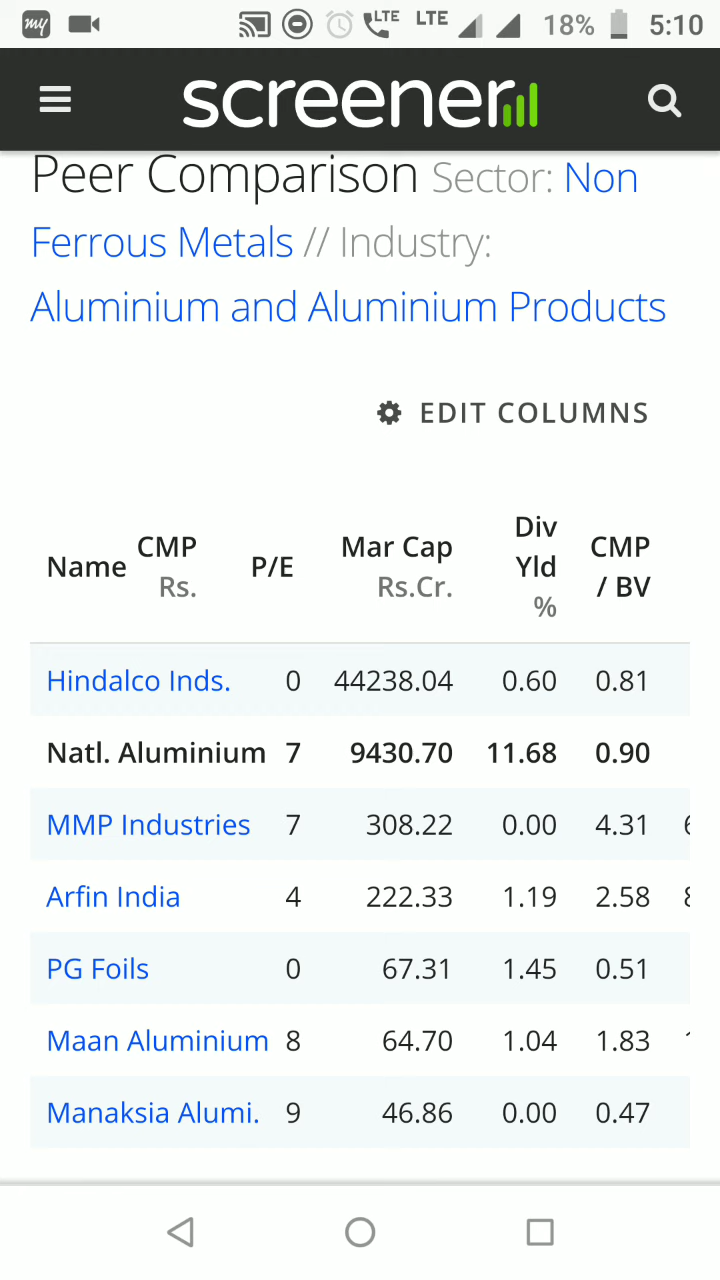 my LTE LTE 18% 5:10
screener
Peer Comparison Sector: Non
Ferrous Metals // Industry:
Aluminium and Aluminium Products
EDIT COLUMNS
Name CMP Rs. P/E Mar Cap Rs.Cr. Div Yld % CMP / BV
Hindalco Inds. 0 44238.04 0.60 0.81
Natl. Aluminium 7 9430.70 11.68 0.90
MMP Industries 7 308.22 0.00 4.31
Arfin India 4 222.33 1.19 2.58
PG Foils 0 67.31 1.45 0.51
Maan Aluminium 8 64.70 1.04 1.83
Manaksia Alumi. 9 46.86 0.00 0.47